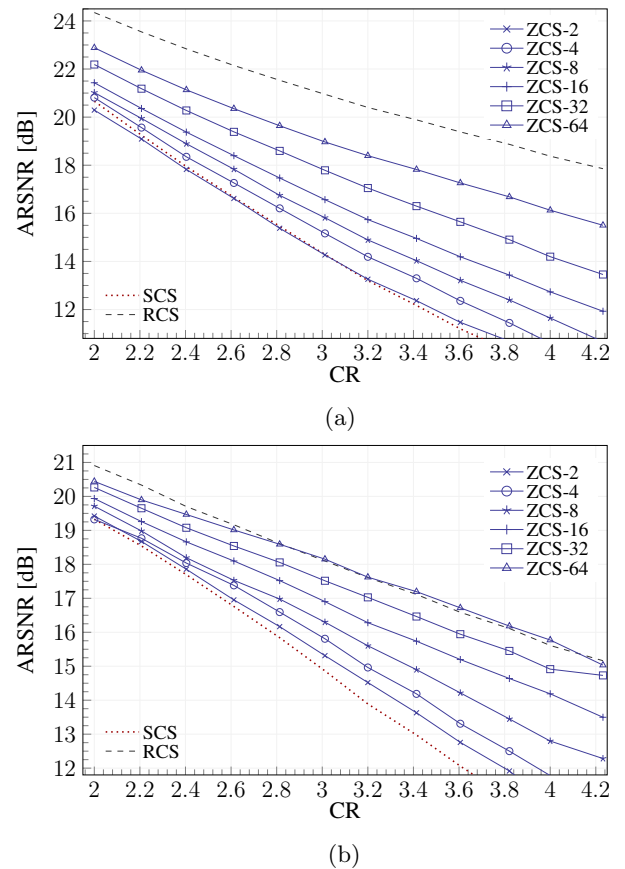 24
22
20
18
16
14
12
ARSNR [dB]
ZCS-2
ZCS-4
ZCS-8
ZCS-16
ZCS-32
ZCS-64
SCS
RCS
2 2.2 2.4 2.6 2.8 3 3.2 3.4 3.6 3.8 4 4.2
CR
(a)
21
20
19
18
17
16
15
14
13
12
ARSNR [dB]
ZCS-2
ZCS-4
ZCS-8
ZCS-16
ZCS-32
ZCS-64
SCS
RCS
2 2.2 2.4 2.6 2.8 3 3.2 3.4 3.6 3.8 4 4.2
CR
(b)